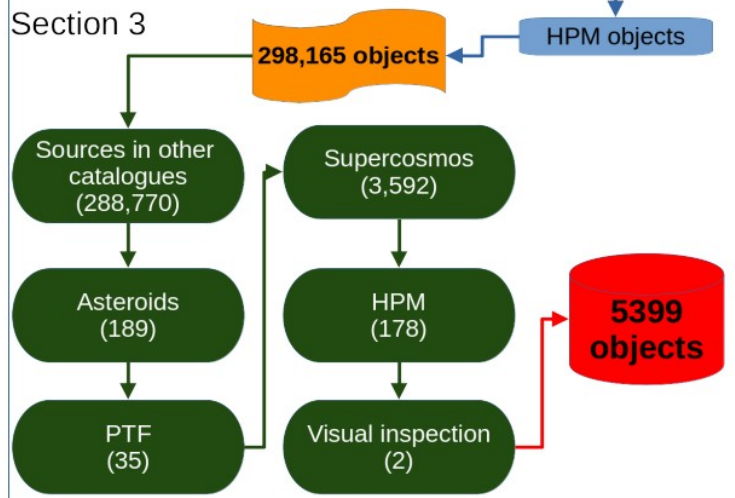 Section 3
HPM objects
298,165 objects
Sources in other
catalogues
(288,770)
Asteroids
(189)
PTF
(35)
Supercosmos
(3,592)
HPM
(178)
Visual inspection
(2)
5399
objects